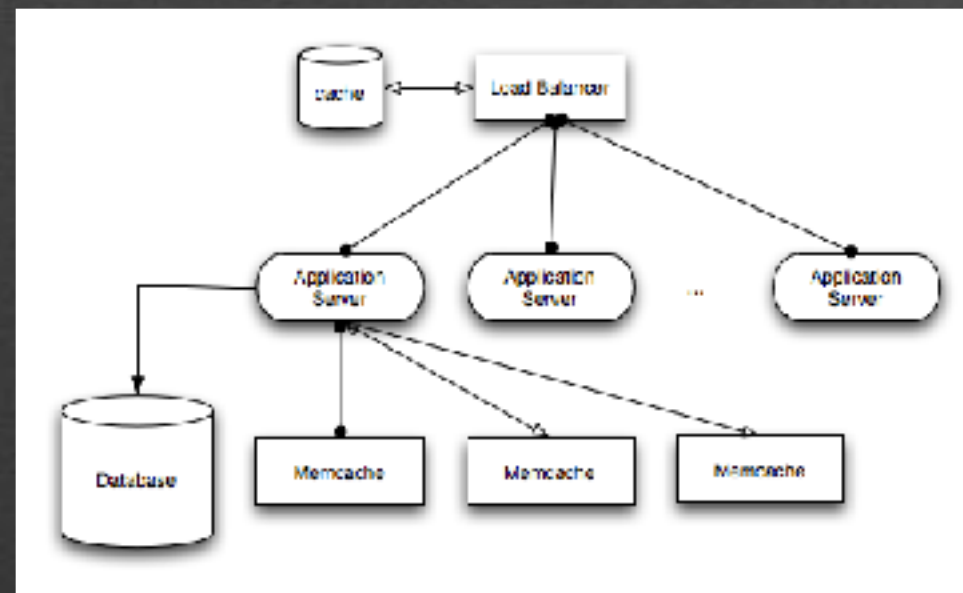 cache
Load Balancer
Application
Server
Application
Server
...
Application
Server
Database
Memcache
Memcache
Memcache